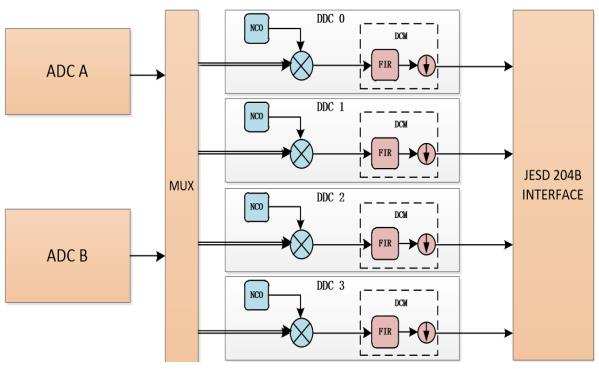 ADC A
ADC B
MUX
DDC 0
NCO
DCM
FIR
DDC 1
NCO
DCM
FIR
DDC 2
NCO
DCM
FIR
DDC 3
NCO
DCM
FIR
JESD 204B
INTERFACE